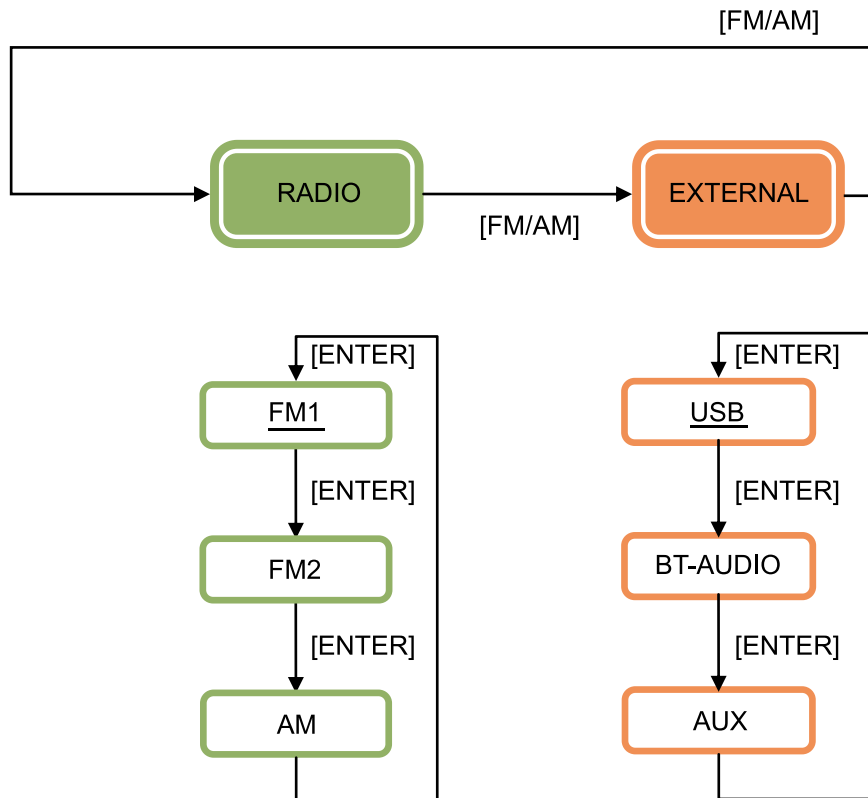 [FM/AM]
RADIO
EXTERNAL
[FM/AM]
[ENTER]
[ENTER]
FM1
USB
[ENTER]
[ENTER]
FM2
BT-AUDIO
[ENTER]
[ENTER]
AM
AUX